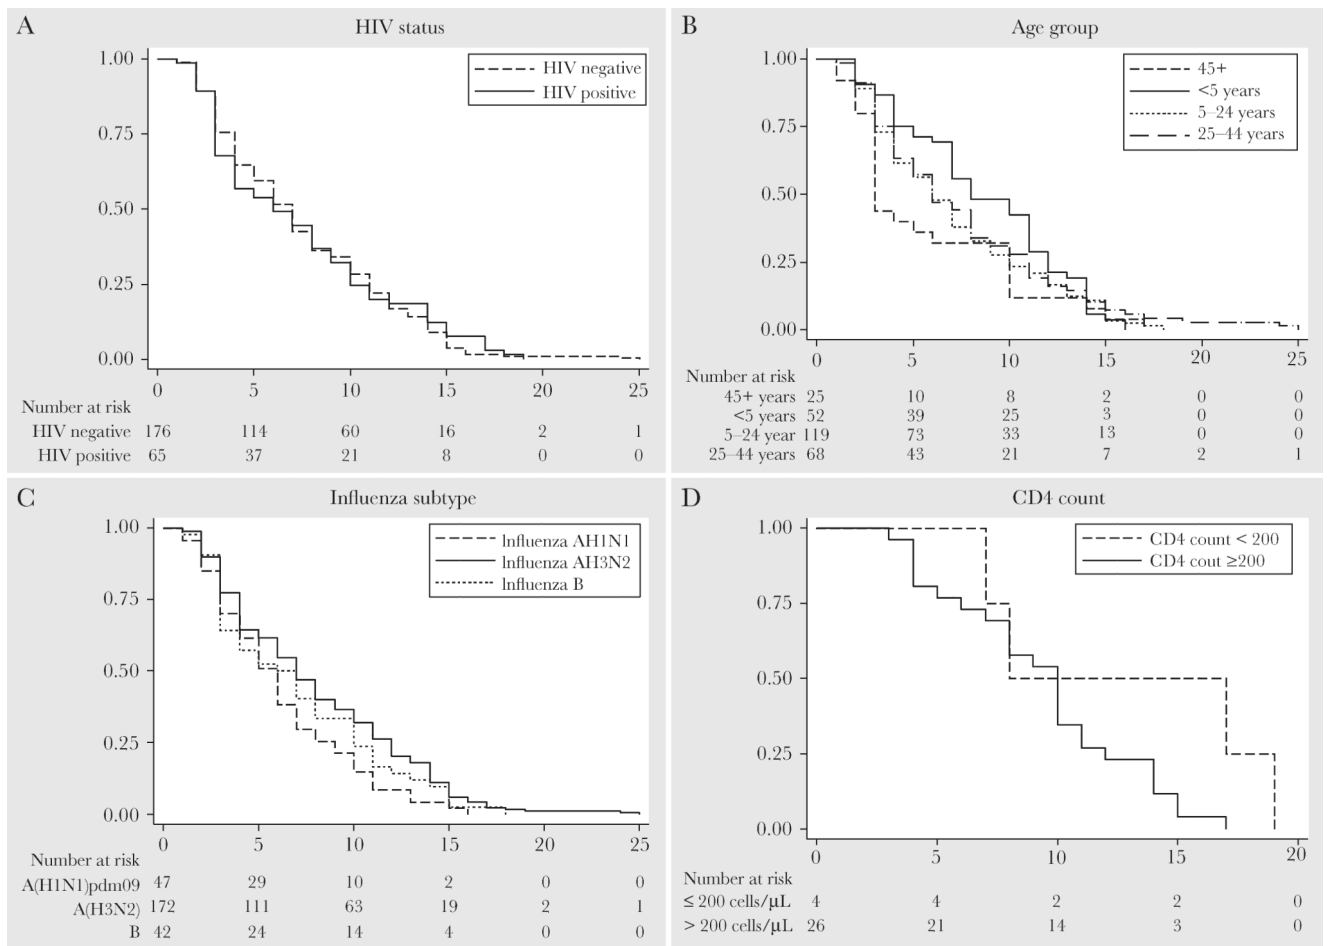 A
HIV status
1.00
0.75
0.50
0.25
0.00
HIV negative
HIV positive
0 5 10 15 20 25
Number at risk
HIV negative 176 114 60 16 2 1
HIV positive 65 37 21 8 0 0
B
Age group
1.00
0.75
0.50
0.25
0.00
45+
<5 years
5–24 years
25–44 years
0 5 10 15 20 25
Number at risk
45+ years 25 10 8 2 0 0
<5 years 52 39 25 3 0 0
5–24 year 119 73 33 13 0 0
25–44 years 68 43 21 7 2 1
C
Influenza subtype
1.00
0.75
0.50
0.25
0.00
Influenza AH1N1
Influenza AH3N2
Influenza B
0 5 10 15 20 25
Number at risk
A(H1N1)pdm09 47 29 10 2 0 0
A(H3N2) 172 111 63 19 2 1
B 42 24 14 4 0 0
D
CD4 count
1.00
0.75
0.50
0.25
0.00
CD4 count < 200
CD4 cout ≥200
0 5 10 15 20
Number at risk
≤ 200 cells/µL 4 4 2 2 0
> 200 cells/µL 26 21 14 3 0